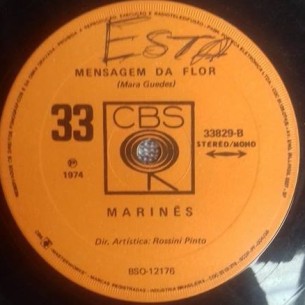 ESTA
MENSAGEM DA FLOR
(Mara Guedes)
33
CBS
33829-B
STEREO/MONO
℗
1974
MARINÊS
Dir. Artística: Rossini Pinto
BSO-12176